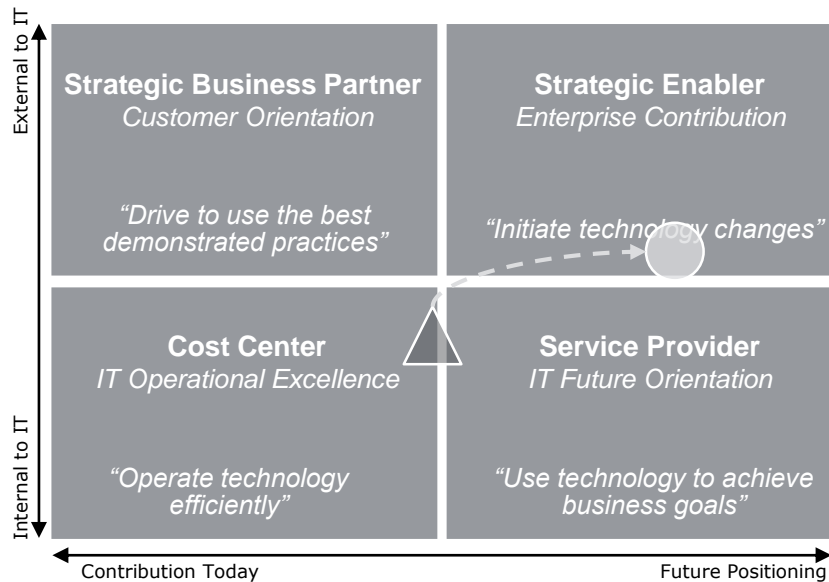 External to IT
Strategic Business Partner
Customer Orientation
“Drive to use the best
demonstrated practices”
Strategic Enabler
Enterprise Contribution
“Initiate technology changes”
Internal to IT
Cost Center
IT Operational Excellence
“Operate technology
efficiently”
Service Provider
IT Future Orientation
“Use technology to achieve
business goals”
Contribution Today
Future Positioning